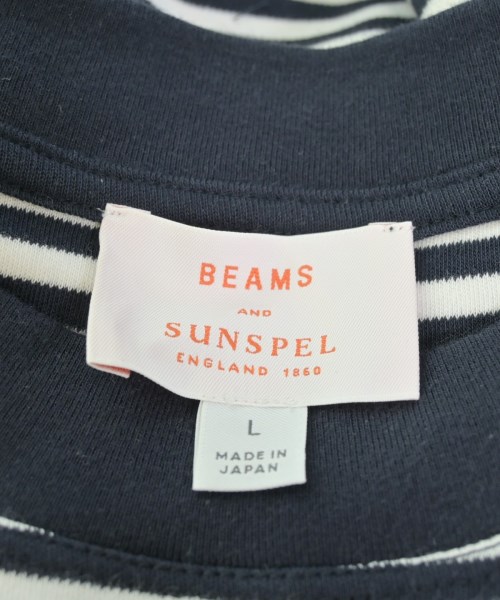 BEAMS
AND
SUNSPEL
ENGLAND 1860
L
MADE IN
JAPAN